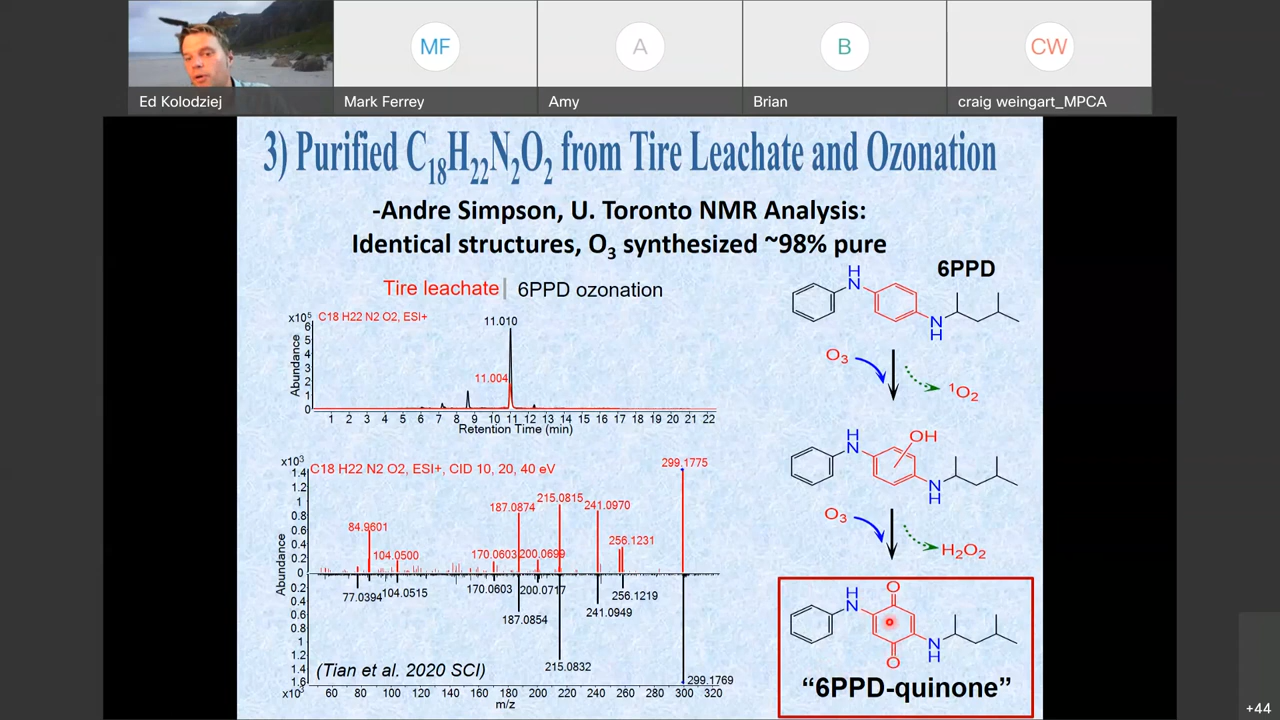 MF
A
B
CW
Ed Kolodziej
Mark Ferrey
Amy
Brian
craig weingart_MPCA
3) Purified C18H22N2O2 from Tire Leachate and Ozonation
-Andre Simpson, U. Toronto NMR Analysis:
Identical structures, O3 synthesized ~98% pure
Tire leachate | 6PPD ozonation
x10⁵
C18 H22 N2 O2, ESI+
11.010
11.004
6
5
4
3
2
1
0
Abundance
1 2 3 4 5 6 7 8 9 10 11 12 13 14 15 16 17 18 19 20 21 22
Retention Time (min)
x10³
C18 H22 N2 O2, ESI+, CID 10, 20, 40 eV
299.1775
215.0815
241.0970
187.0874
84.9601
256.1231
104.0500
170.0603
200.0699
1.4
1.2
1
0.8
0.6
0.4
0.2
0
0.2
0.4
0.6
0.8
1
1.2
1.4
1.6
Abundance
77.0394
104.0515
170.0603
200.0717
256.1219
187.0854
241.0949
215.0832
299.1769
(Tian et al. 2020 SCI)
x10³
60 80 100 120 140 160 180 200 220 240 260 280 300 320
m/z
6PPD
H
N
N
H
O3
¹O2
H
N
OH
N
H
O3
H2O2
O
H
N
N
H
O
“6PPD-quinone”
+44